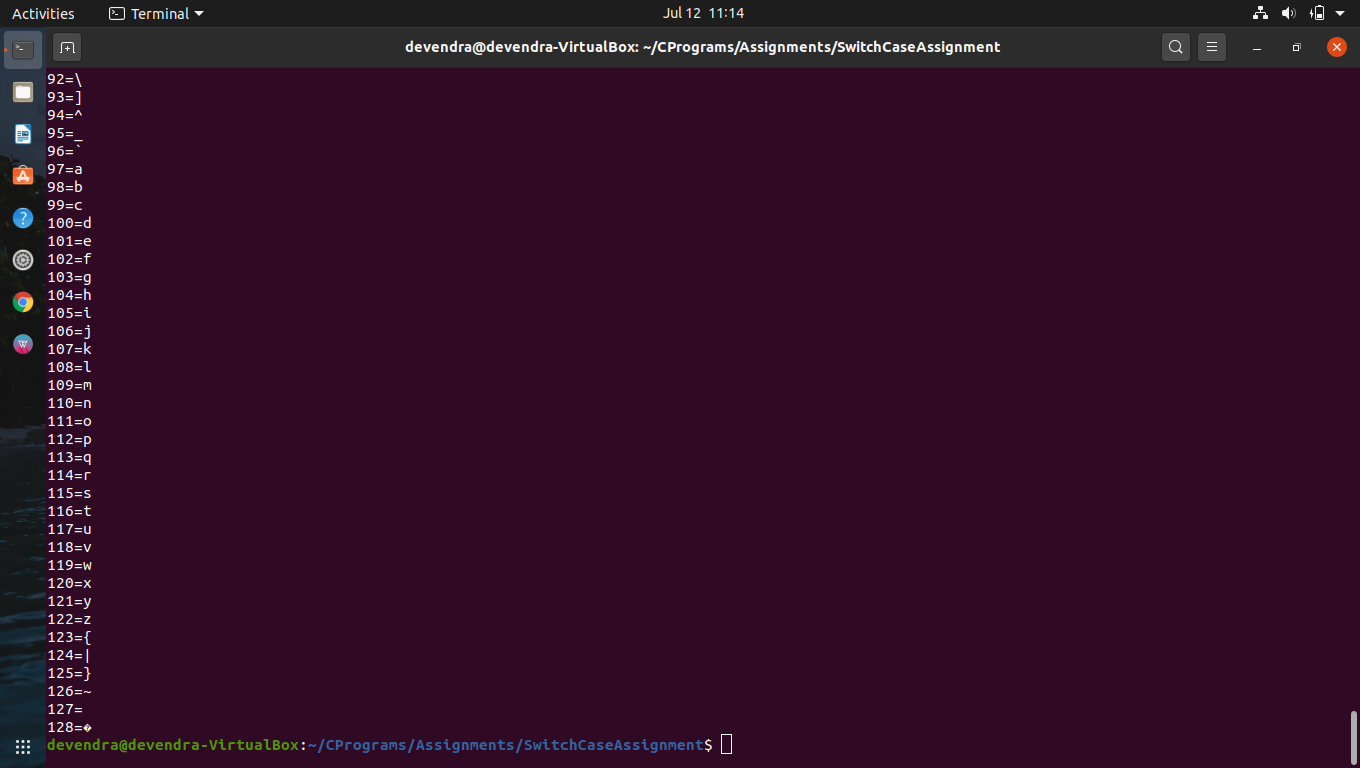 Activities
Terminal
Jul 12 11:14
devendra@devendra-VirtualBox: ~/CPrograms/Assignments/SwitchCaseAssignment
92=\
93=]
94=^
95=_
96=`
97=a
98=b
99=c
100=d
101=e
102=f
103=g
104=h
105=i
106=j
107=k
108=l
109=m
110=n
111=o
112=p
113=q
114=r
115=s
116=t
117=u
118=v
119=w
120=x
121=y
122=z
123={
124=|
125=}
126=~
127=
128=�
devendra@devendra-VirtualBox:~/CPrograms/Assignments/SwitchCaseAssignment$